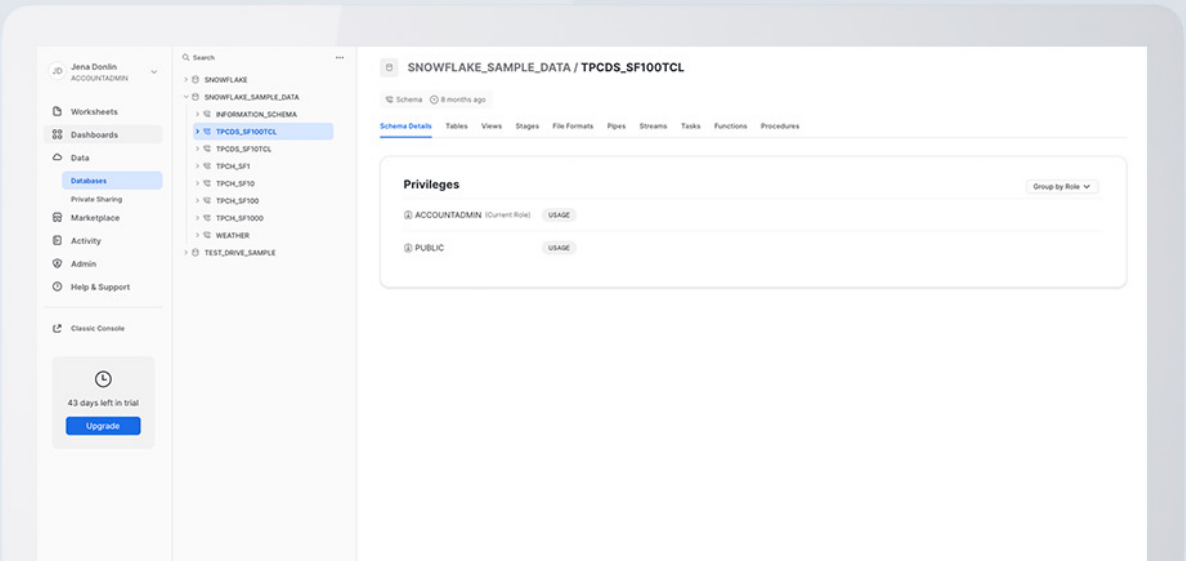 JD
Jena Donlin
ACCOUNTADMIN
Worksheets
Dashboards
Data
Databases
Private Sharing
Marketplace
Activity
Admin
Help & Support
Classic Console
43 days left in trial
Upgrade
Search
SNOWFLAKE
SNOWFLAKE_SAMPLE_DATA
INFORMATION_SCHEMA
TPCDS_SF100TCL
TPCDS_SF10TCL
TPCH_SF1
TPCH_SF10
TPCH_SF100
TPCH_SF1000
WEATHER
TEST_DRIVE_SAMPLE
SNOWFLAKE_SAMPLE_DATA / TPCDS_SF100TCL
Schema 8 months ago
Schema Details Tables Views Stages File Formats Pipes Streams Tasks Functions Procedures
Privileges
Group by Role
ACCOUNTADMIN (Current Role) USAGE
PUBLIC USAGE